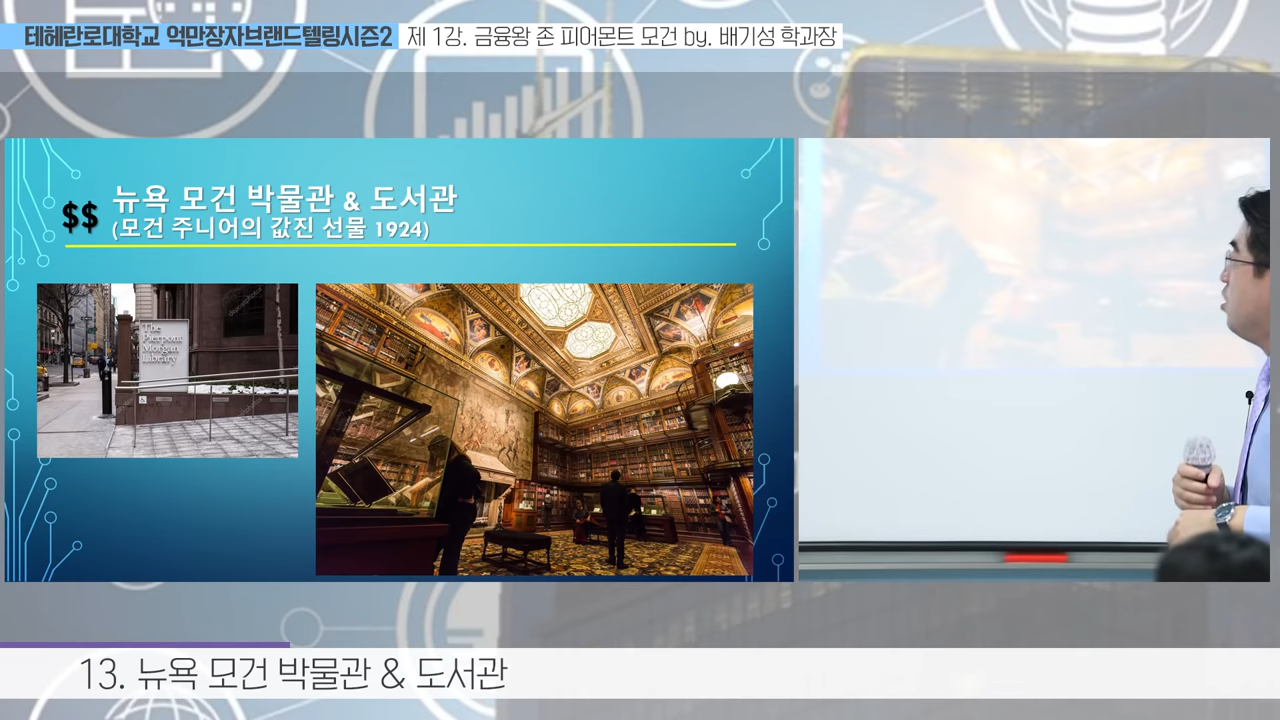 테헤란로대학교 억만장자브랜드텔링시즌2 제 1강. 금융왕 존 피어몬트 모건 by. 배기성 학과장
$$ 뉴욕 모건 박물관 & 도서관
(모건 주니어의 값진 선물 1924)
The
Pierpont
Morgan
Library
13. 뉴욕 모건 박물관 & 도서관